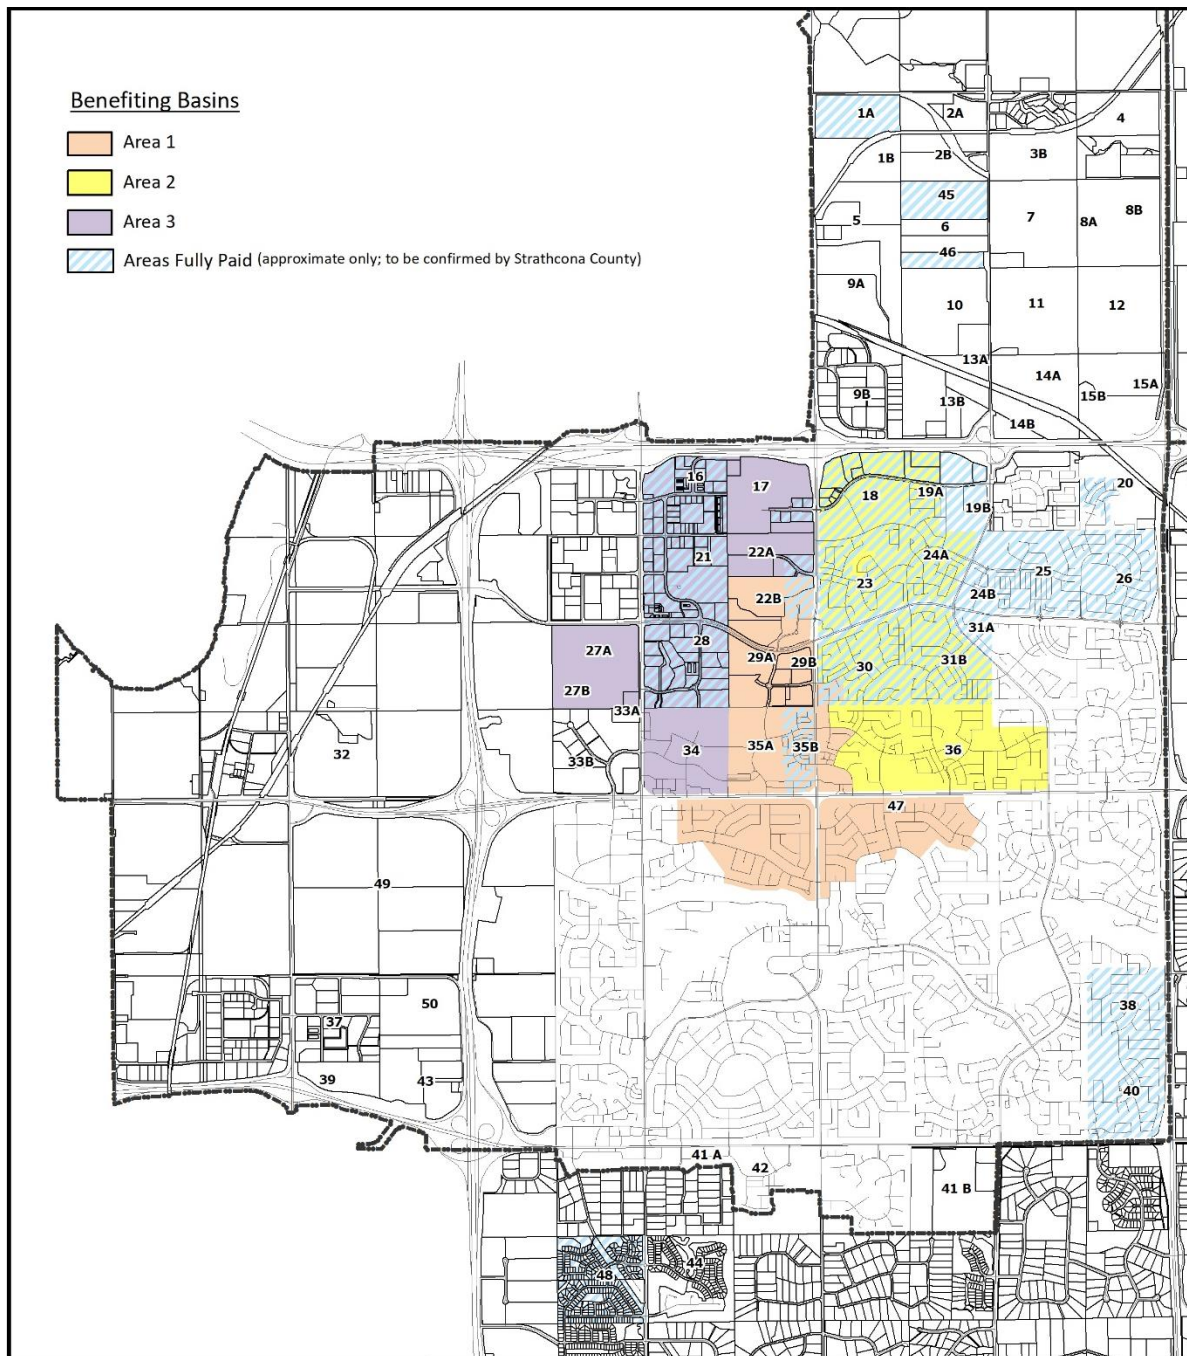 Benefiting Basins
Area 1
Area 2
Area 3
Areas Fully Paid (approximate only; to be confirmed by Strathcona County)
1A
2A
4
1B
2B
3B
45
5
6
7
8A
8B
46
9A
10
11
12
13A
14A
15A
9B
13B
15B
14B
16
17
18
19A
19B
20
21
22A
24A
25
26
22B
23
24B
28
31A
27A
29A
29B
30
31B
27B
33A
32
33B
34
35A
35B
36
47
49
50
37
38
39
43
40
41 A
42
41 B
44
48